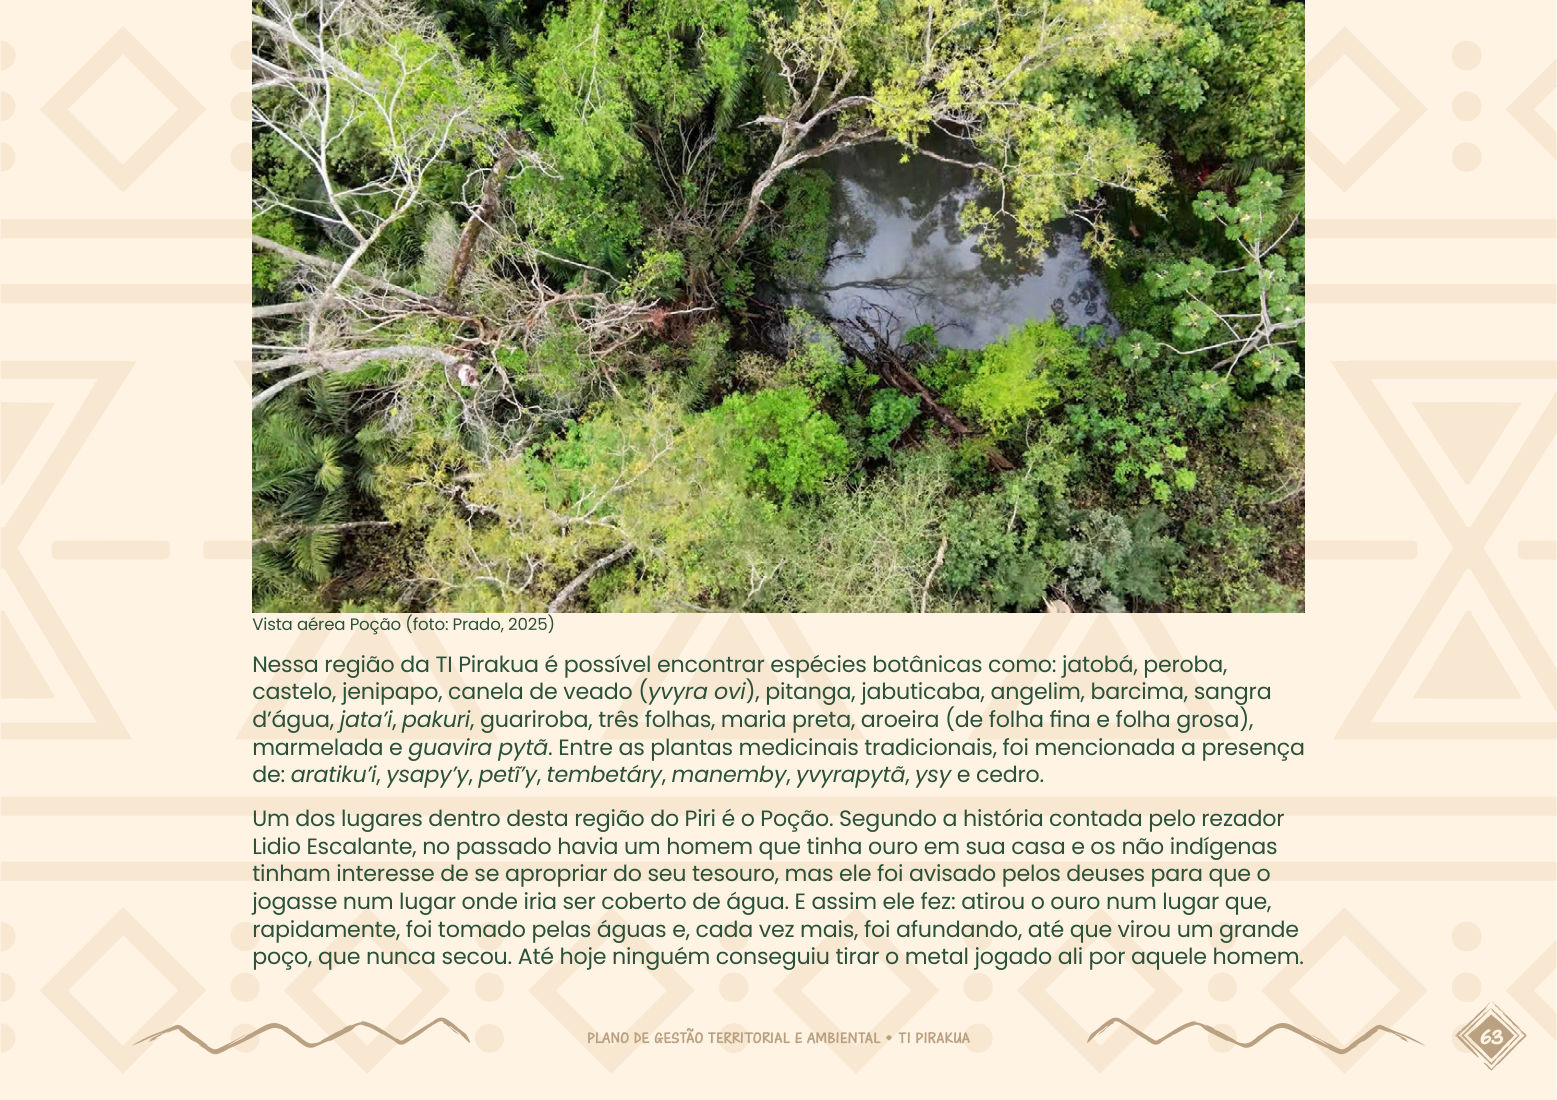 Vista aérea Poção (foto: Prado, 2025)
Nessa região da TI Pirakua é possível encontrar espécies botânicas como: jatobá, peroba,
castelo, jenipapo, canela de veado (yvyra ovi), pitanga, jabuticaba, angelim, barcima, sangra
d’água, jata’i, pakuri, guariroba, três folhas, maria preta, aroeira (de folha fina e folha grosa),
marmelada e guavira pytã. Entre as plantas medicinais tradicionais, foi mencionada a presença
de: aratiku’i, ysapy’y, petĩ’y, tembetáry, manemby, yvyrapytã, ysy e cedro.
Um dos lugares dentro desta região do Piri é o Poção. Segundo a história contada pelo rezador
Lidio Escalante, no passado havia um homem que tinha ouro em sua casa e os não indígenas
tinham interesse de se apropriar do seu tesouro, mas ele foi avisado pelos deuses para que o
jogasse num lugar onde iria ser coberto de água. E assim ele fez: atirou o ouro num lugar que,
rapidamente, foi tomado pelas águas e, cada vez mais, foi afundando, até que virou um grande
poço, que nunca secou. Até hoje ninguém conseguiu tirar o metal jogado ali por aquele homem.
PLANO DE GESTÃO TERRITORIAL E AMBIENTAL • TI PIRAKUA
63